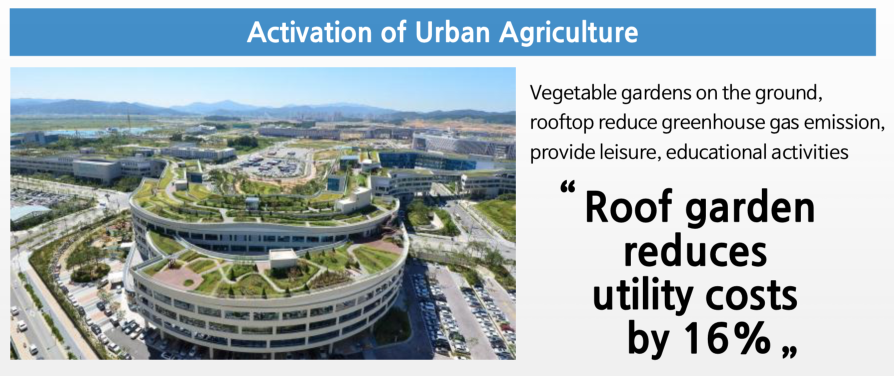 Activation of Urban Agriculture
Vegetable gardens on the ground,
rooftop reduce greenhouse gas emission,
provide leisure, educational activities
“ Roof garden
reduces
utility costs
by 16% „